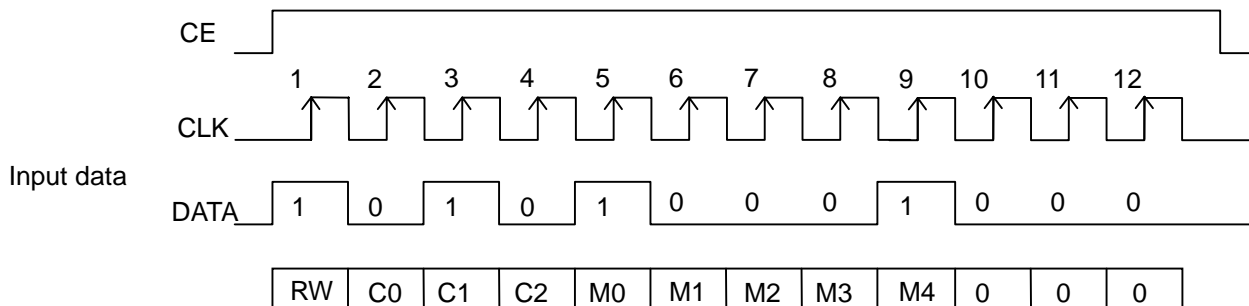 CE
1 2 3 4 5 6 7 8 9 10 11 12
CLK
Input data
DATA 1 0 1 0 1 0 0 0 1 0 0 0
RW C0 C1 C2 M0 M1 M2 M3 M4 0 0 0